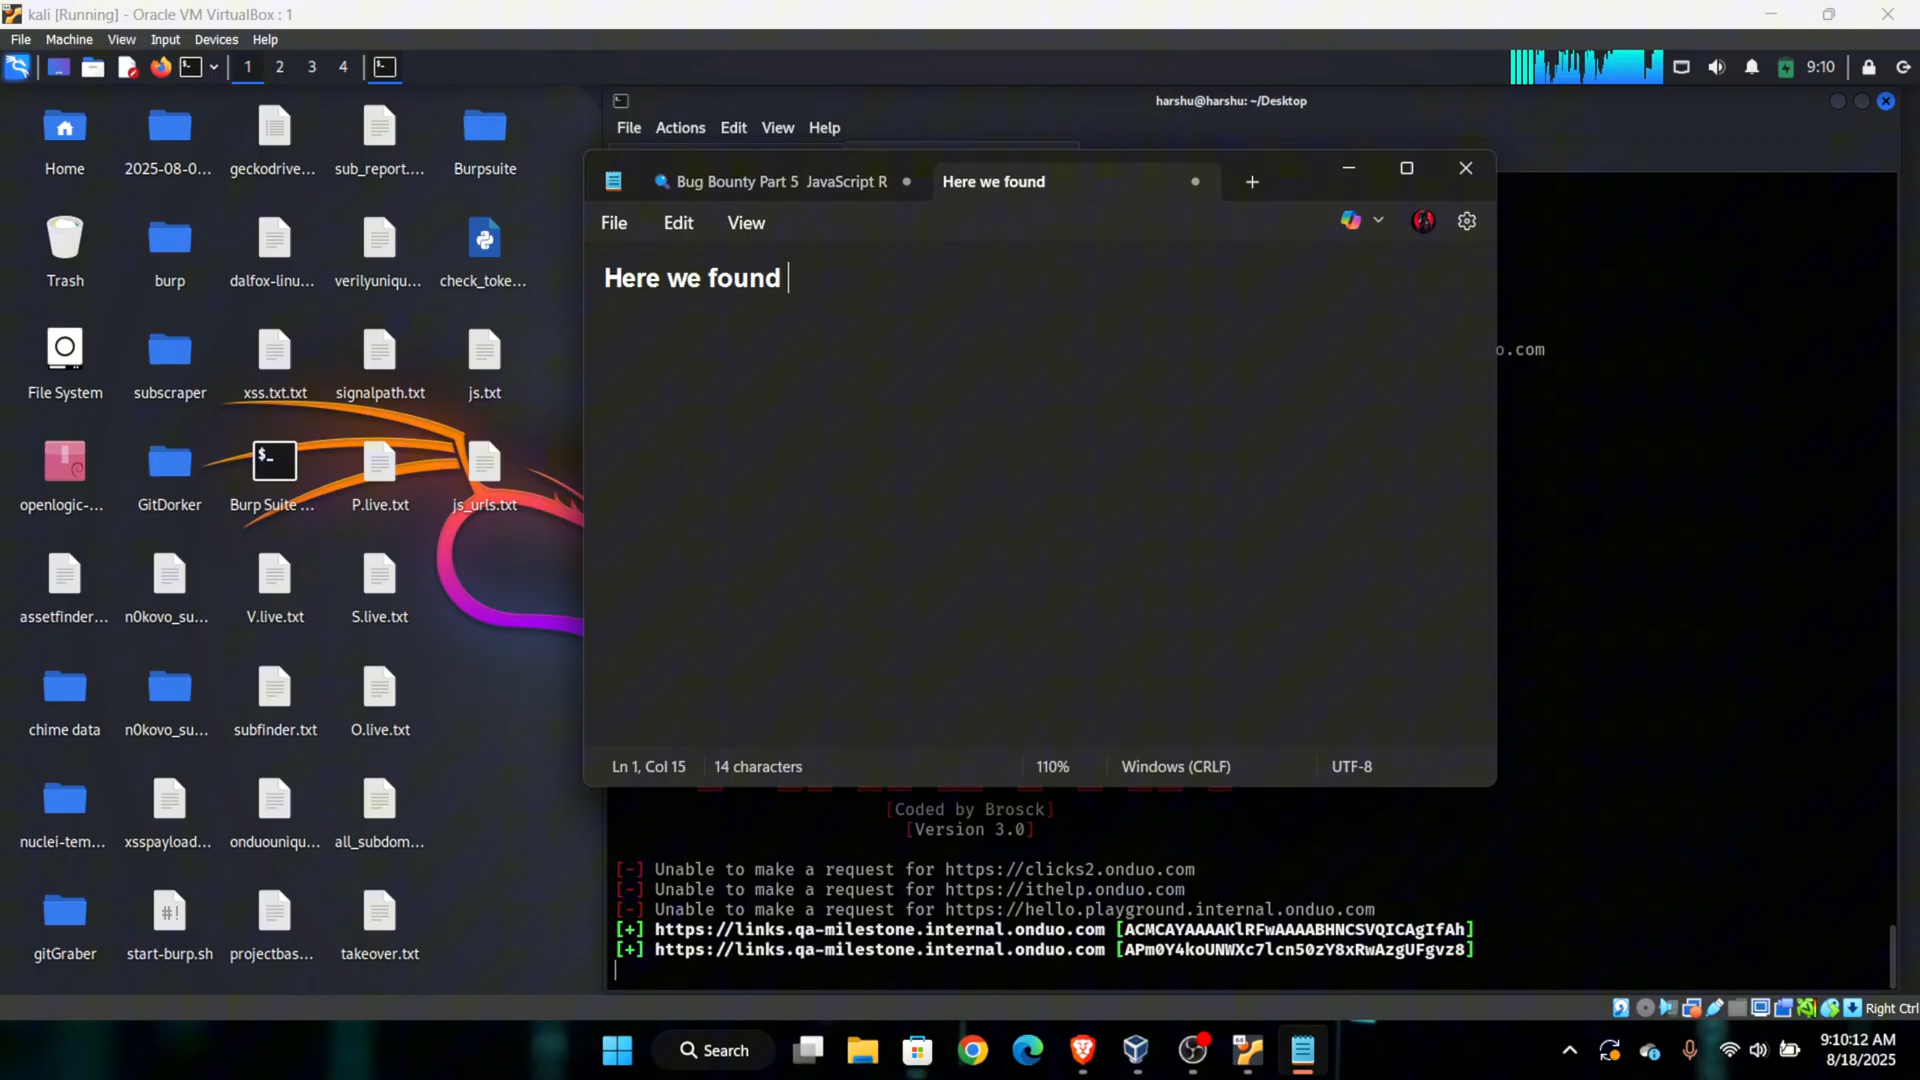 kali [Running] - Oracle VM VirtualBox : 1
File Machine View Input Devices Help
1 2 3 4
9:10
Home
2025-08-0...
geckodrive...
sub_report....
Burpsuite
Trash
burp
dalfox-linu...
verilyuniqu...
check_toke...
File System
subscraper
xss.txt.txt
signalpath.txt
js.txt
openlogic-...
GitDorker
Burp Suite ...
P.live.txt
js_urls.txt
assetfinder...
n0kovo_su...
V.live.txt
S.live.txt
chime data
n0kovo_su...
subfinder.txt
O.live.txt
nuclei-tem...
xsspayload...
onduouniqu...
all_subdom...
gitGraber
start-burp.sh
projectbas...
takeover.txt
harshu@harshu: ~/Desktop
File Actions Edit View Help
Bug Bounty Part 5 JavaScript R
Here we found
File Edit View
Here we found
Ln 1, Col 15
14 characters
110%
Windows (CRLF)
UTF-8
o.com
[Coded by Brosck]
[Version 3.0]
[-] Unable to make a request for https://clicks2.onduo.com
[-] Unable to make a request for https://ithelp.onduo.com
[-] Unable to make a request for https://hello.playground.internal.onduo.com
[+] https://links.qa-milestone.internal.onduo.com [ACMCAYAAAAKlRFwAAAABHNCSVQICAgIfAh]
[+] https://links.qa-milestone.internal.onduo.com [APm0Y4koUNWXc7lcn50zY8xRwAzgUFgvz8]
Right Ctrl
Search
9:10:12 AM
8/18/2025